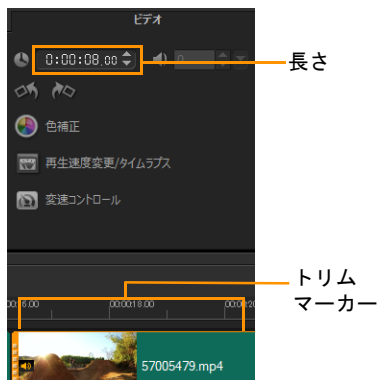 ビデオ
0:00:08.00
0
長さ
色補正
再生速度変更/タイムラプス
変速コントロール
トリム
マーカー
00:00:18:00
57005479.mp4